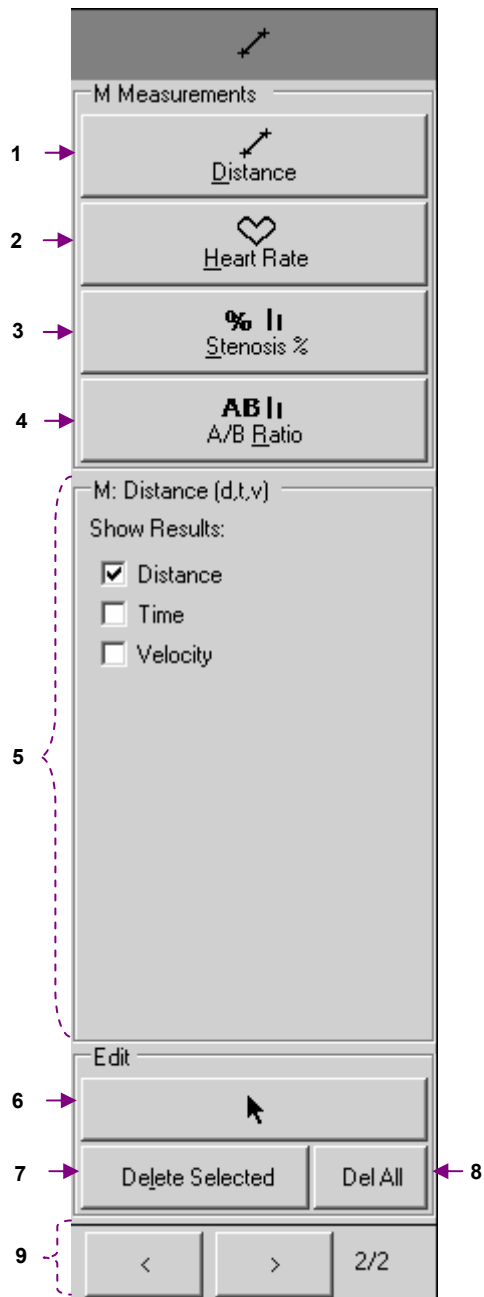 M Measurements
1
Distance
2
Heart Rate
3
% 
Stenosis %
4
AB
A/B Ratio
M: Distance (d,t,v)
Show Results:
Distance
Time
Velocity
5
Edit
6
7 Delete Selected Del All 8
9 < > 2/2